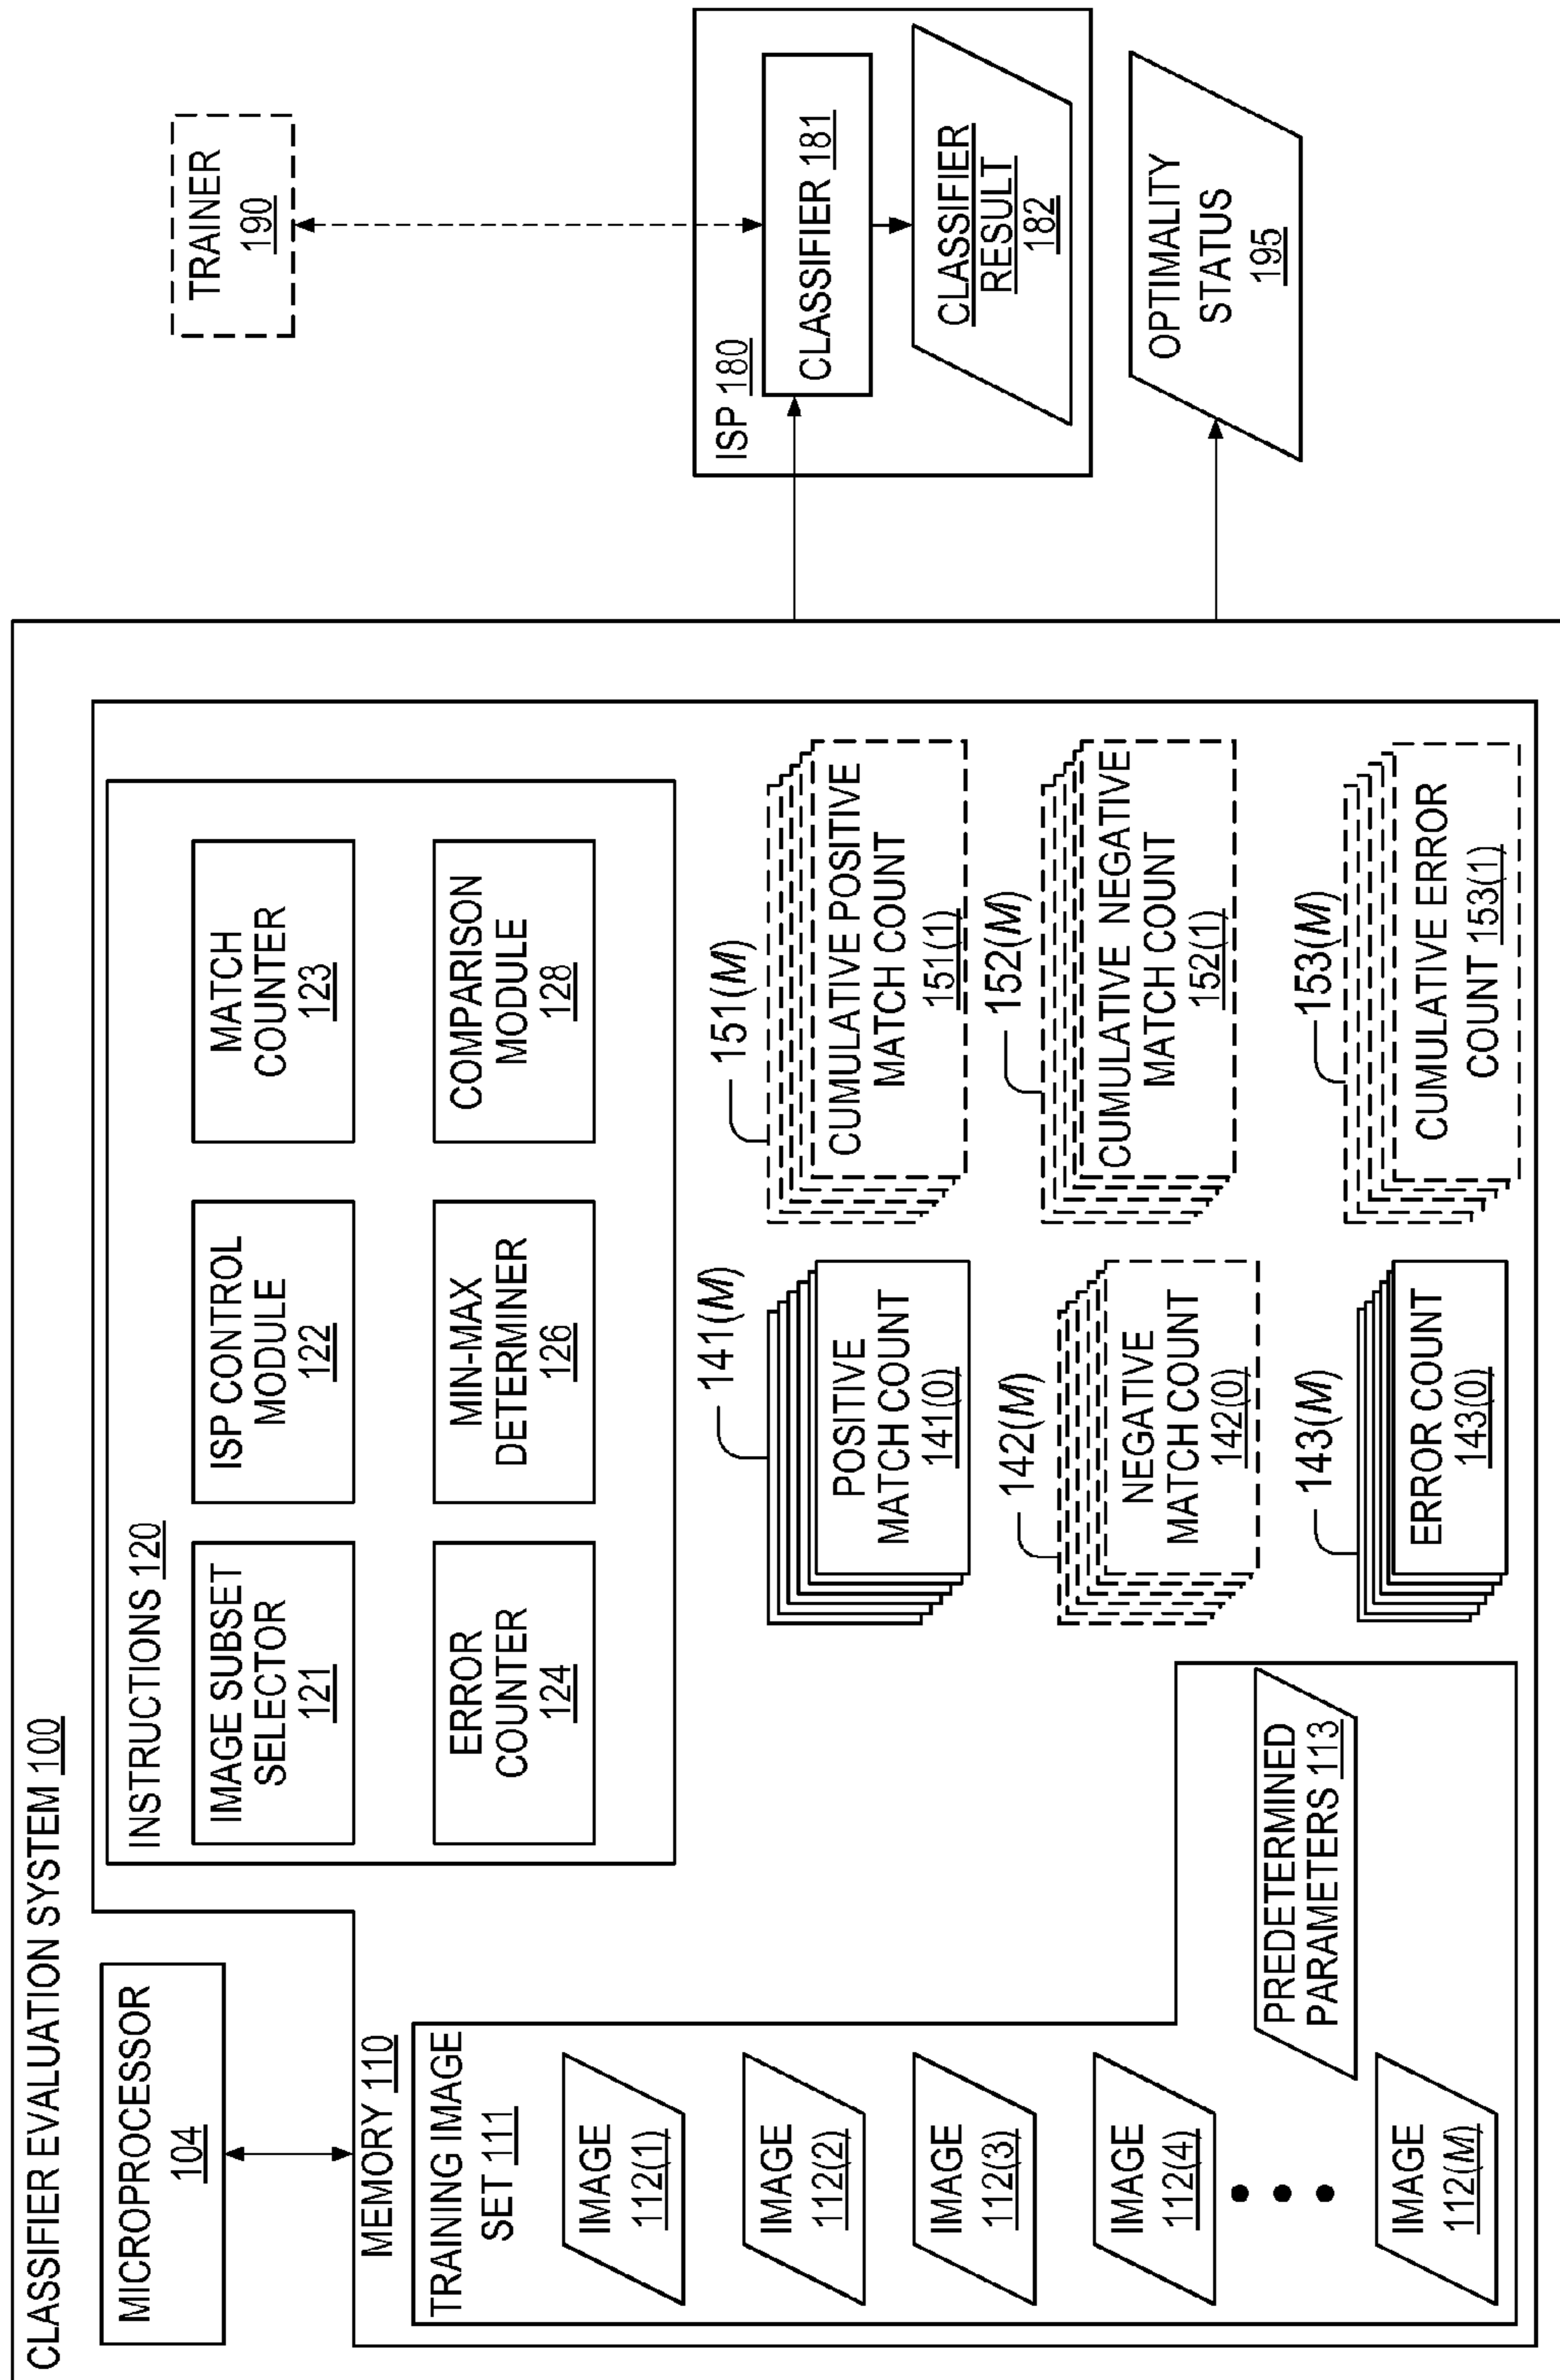 CLASSIFIER EVALUATION SYSTEM 100
MICROPROCESSOR
104
MEMORY 110
TRAINING IMAGE
SET 111
IMAGE
112(1)
IMAGE
112(2)
IMAGE
112(3)
IMAGE
112(4)
IMAGE
112(M)
PREDETERMINED
PARAMETERS 113
INSTRUCTIONS 120
IMAGE SUBSET
SELECTOR
121
ISP CONTROL
MODULE
122
MATCH
COUNTER
123
ERROR
COUNTER
124
MIN-MAX
DETERMINER
126
COMPARISON
MODULE
128
141(M)
POSITIVE
MATCH COUNT
141(0)
151(M)
CUMULATIVE POSITIVE
MATCH COUNT
151(1)
142(M)
NEGATIVE
MATCH COUNT
142(0)
152(M)
CUMULATIVE NEGATIVE
MATCH COUNT
152(1)
143(M)
ERROR COUNT
143(0)
153(M)
CUMULATIVE ERROR
COUNT 153(1)
TRAINER
190
ISP 180
CLASSIFIER 181
CLASSIFIER
RESULT
182
OPTIMALITY
STATUS
195